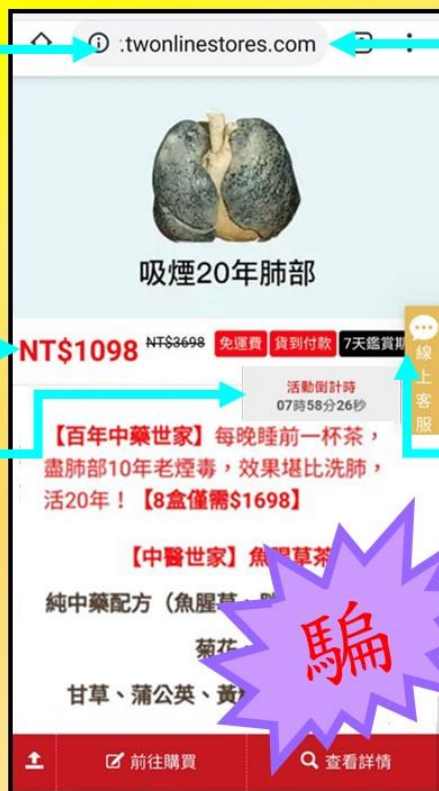 .twonlinestores.com
吸煙20年肺部
NT$1098 NT$3698 免運費 貨到付款 7天鑑賞期
線上客服
活動倒計時
07時58分26秒
【百年中藥世家】每晚睡前一杯茶,
盡肺部10年老煙毒,效果堪比洗肺,
活20年!【8盒僅需$1698】
【中醫世家】魚腥草茶
純中藥配方(魚腥草、
菊花
甘草、蒲公英、黃
騙
前往購買 查看詳情